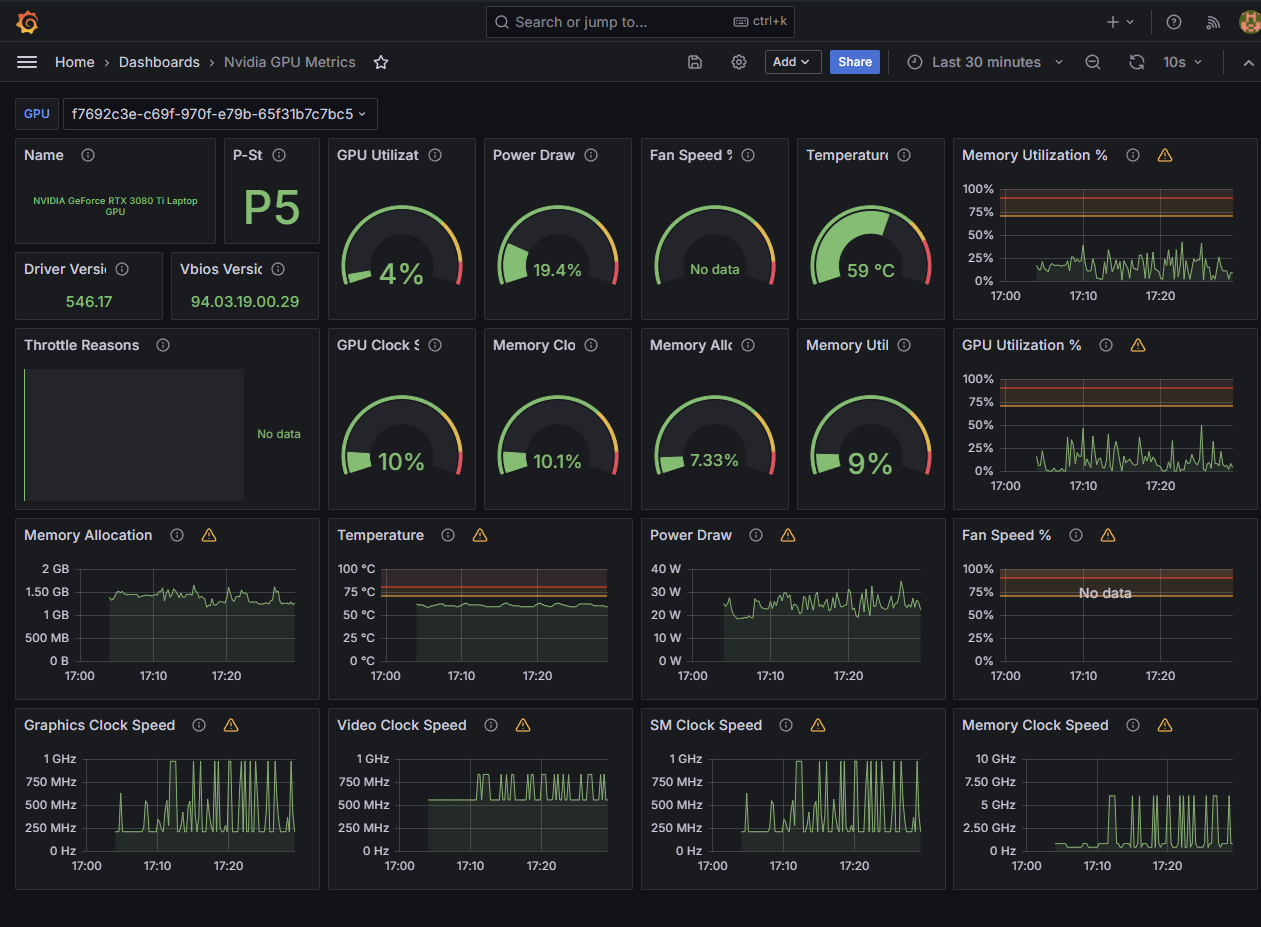 Search or jump to... ctrl+k
Home › Dashboards › Nvidia GPU Metrics
Add
Share
Last 30 minutes
10s
GPU f7692c3e-c69f-970f-e79b-65f31b7c7bc5
Name
NVIDIA GeForce RTX 3080 Ti Laptop
GPU
P-St
P5
GPU Utilizat
4%
Power Draw
19.4%
Fan Speed %
No data
Temperature
59 °C
Memory Utilization %
100%
75%
50%
25%
0%
17:00 17:10 17:20
Driver Versic
546.17
Vbios Versic
94.03.19.00.29
Throttle Reasons
No data
GPU Clock S
10%
Memory Clo
10.1%
Memory Allc
7.33%
Memory Util
9%
GPU Utilization %
100%
75%
50%
25%
0%
17:00 17:10 17:20
Memory Allocation
2 GB
1.50 GB
1 GB
500 MB
0 B
17:00 17:10 17:20
Temperature
100 °C
75 °C
50 °C
25 °C
0 °C
17:00 17:10 17:20
Power Draw
40 W
30 W
20 W
10 W
0 W
17:00 17:10 17:20
Fan Speed %
100%
75%
No data
50%
25%
0%
17:00 17:10 17:20
Graphics Clock Speed
1 GHz
750 MHz
500 MHz
250 MHz
0 Hz
17:00 17:10 17:20
Video Clock Speed
1 GHz
750 MHz
500 MHz
250 MHz
0 Hz
17:00 17:10 17:20
SM Clock Speed
1 GHz
750 MHz
500 MHz
250 MHz
0 Hz
17:00 17:10 17:20
Memory Clock Speed
10 GHz
7.50 GHz
5 GHz
2.50 GHz
0 Hz
17:00 17:10 17:20